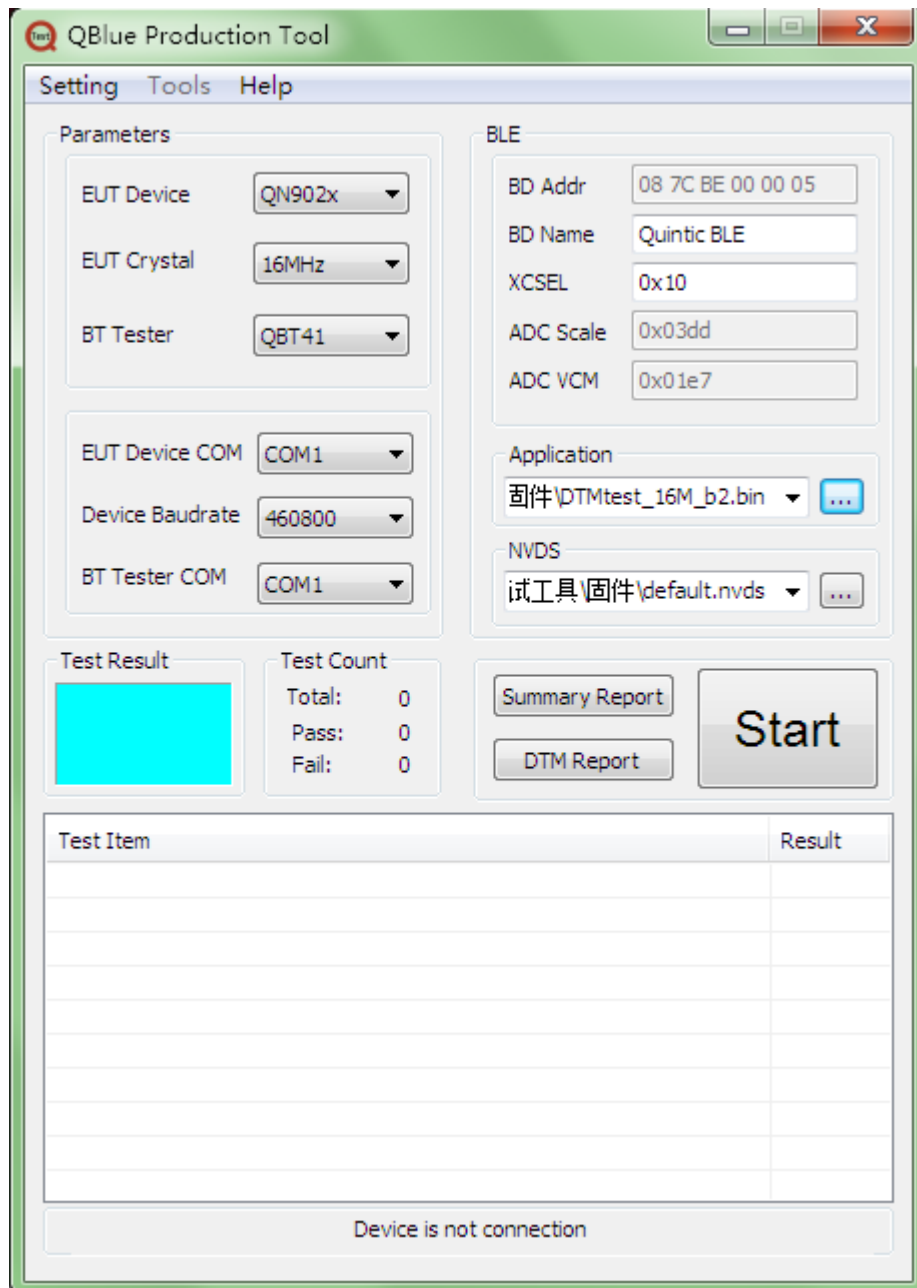 Test
QBlue Production Tool
Setting Tools Help
Parameters
EUT Device QN902x
EUT Crystal 16MHz
BT Tester QBT41
EUT Device COM COM1
Device Baudrate 460800
BT Tester COM COM1
BLE
BD Addr 08 7C BE 00 00 05
BD Name Quintic BLE
XCSEL 0x10
ADC Scale 0x03dd
ADC VCM 0x01e7
Application
固件\DTMtest_16M_b2.bin ...
NVDS
试工具\固件\default.nvds ...
Test Result
Test Count
Total: 0
Pass: 0
Fail: 0
Summary Report
DTM Report
Start
Test Item Result
Device is not connection